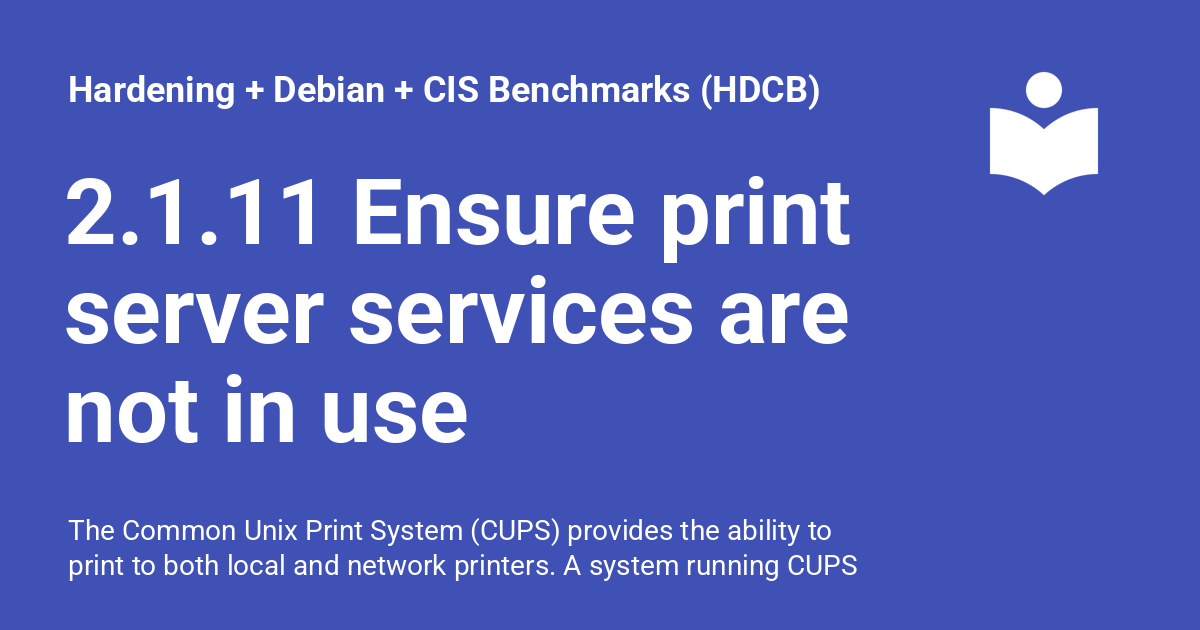 Hardening + Debian + CIS Benchmarks (HDCB)
2.1.11 Ensure print
server services are
not in use
The Common Unix Print System (CUPS) provides the ability to
print to both local and network printers. A system running CUPS